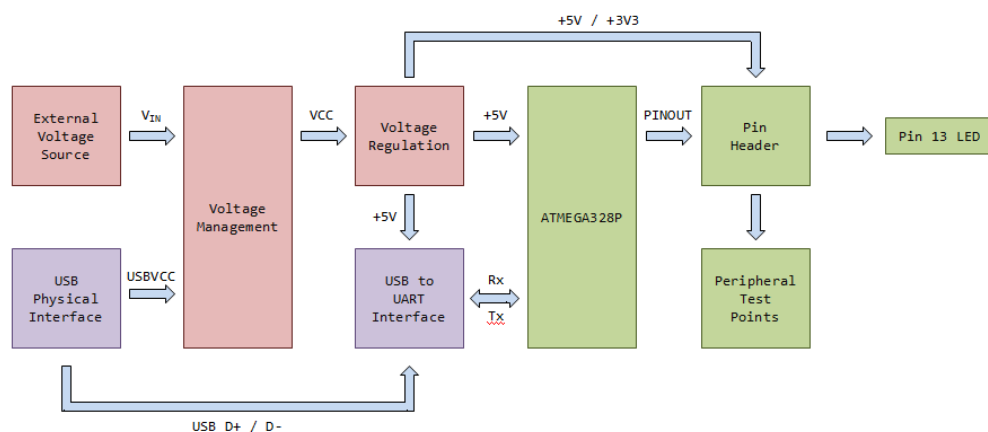 +5V / +3V3
External
Voltage
Source
VIN
Voltage
Management
VCC
Voltage
Regulation
+5V
ATMEGA328P
PINOUT
Pin
Header
Pin 13 LED
+5V
USB
Physical
Interface
USBVCC
USB to
UART
Interface
Rx
Tx
Peripheral
Test
Points
USB D+ / D-